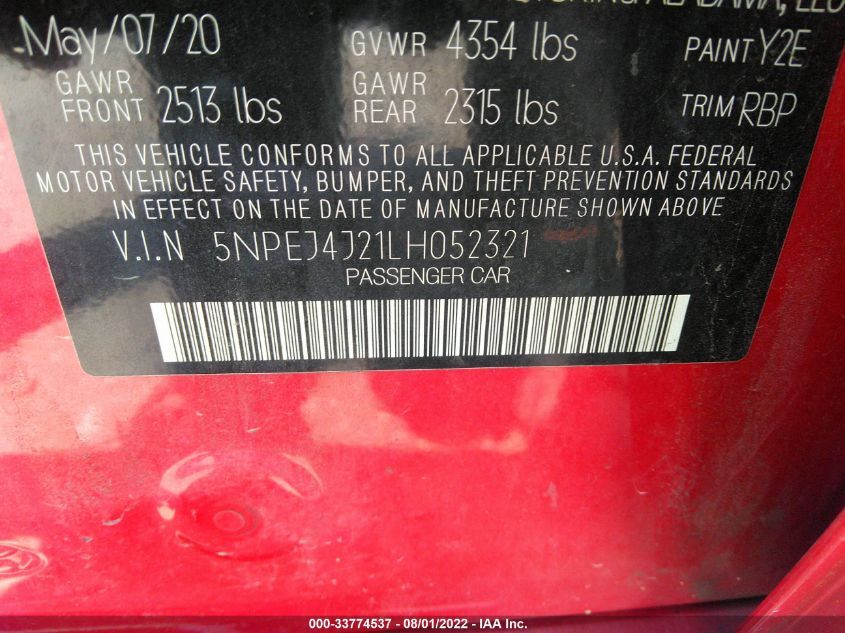 ALABAMA, LLC
May/07/20 GVWR 4354 lbs PAINT Y2E
GAWR FRONT 2513 lbs GAWR REAR 2315 lbs TRIM RBP
THIS VEHICLE CONFORMS TO ALL APPLICABLE U.S.A. FEDERAL
MOTOR VEHICLE SAFETY, BUMPER, AND THEFT PREVENTION STANDARDS
IN EFFECT ON THE DATE OF MANUFACTURE SHOWN ABOVE
V.I.N 5NPEJ4J21LH052321
PASSENGER CAR
000-33774537 - 08/01/2022 - IAA Inc.